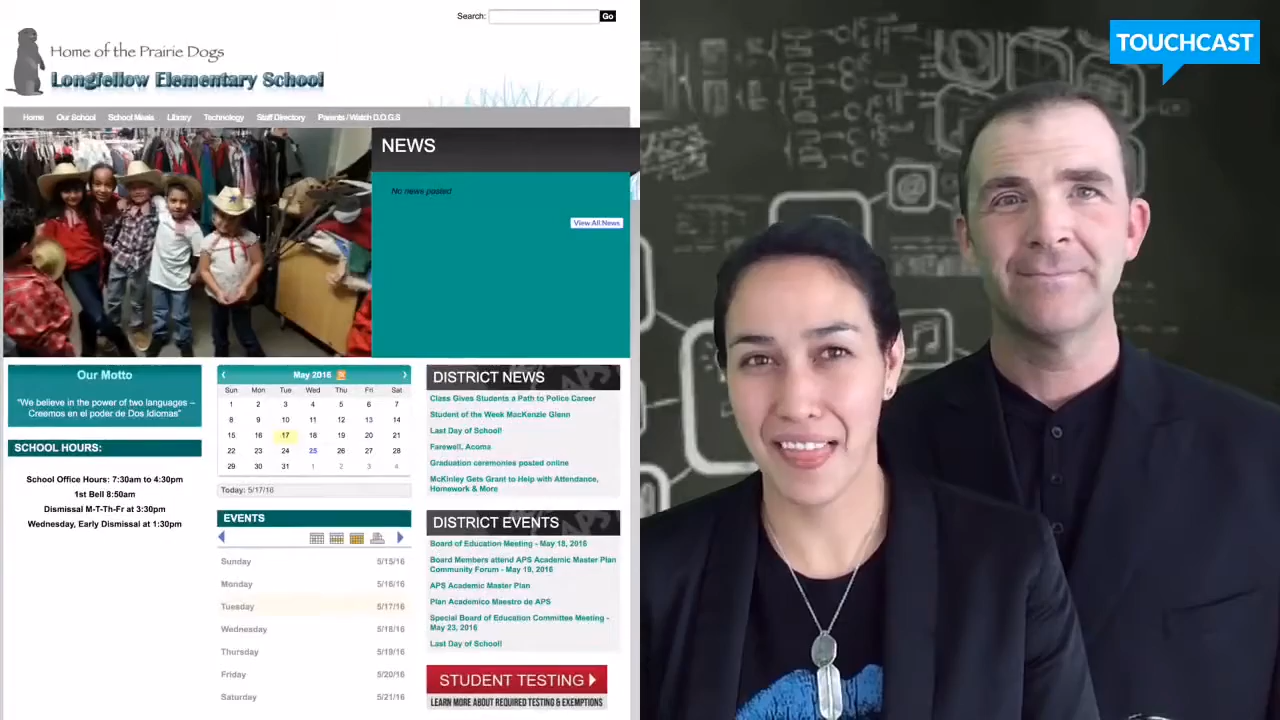 Search:
Go
Home of the Prairie Dogs
Longfellow Elementary School
Home
Our School
School Meals
Library
Technology
Staff Directory
Parents / Watch D.O.G.S
NEWS
No news posted
View All News
Our Motto
"We believe in the power of two languages –
Creemos en el poder de Dos Idiomas"
SCHOOL HOURS:
School Office Hours: 7:30am to 4:30pm
1st Bell 8:50am
Dismissal M-T-Th-Fr at 3:30pm
Wednesday, Early Dismissal at 1:30pm
May 2016
Sun Mon Tue Wed Thu Fri Sat
1 2 3 4 5 6 7
8 9 10 11 12 13 14
15 16 17 18 19 20 21
22 23 24 25 26 27 28
29 30 31 1 2 3 4
Today: 5/17/16
EVENTS
Sunday 5/15/16
Monday 5/16/16
Tuesday 5/17/16
Wednesday 5/18/16
Thursday 5/19/16
Friday 5/20/16
Saturday 5/21/16
DISTRICT NEWS
Class Gives Students a Path to Police Career
Student of the Week MacKenzie Glenn
Last Day of School!
Farewell, Acoma
Graduation ceremonies posted online
McKinley Gets Grant to Help with Attendance,
Homework & More
DISTRICT EVENTS
Board of Education Meeting - May 18, 2016
Board Members attend APS Academic Master Plan
Community Forum - May 19, 2016
APS Academic Master Plan
Plan Academico Maestro de APS
Special Board of Education Committee Meeting -
May 23, 2016
Last Day of School!
STUDENT TESTING
LEARN MORE ABOUT REQUIRED TESTING & EXEMPTIONS
TOUCHCAST